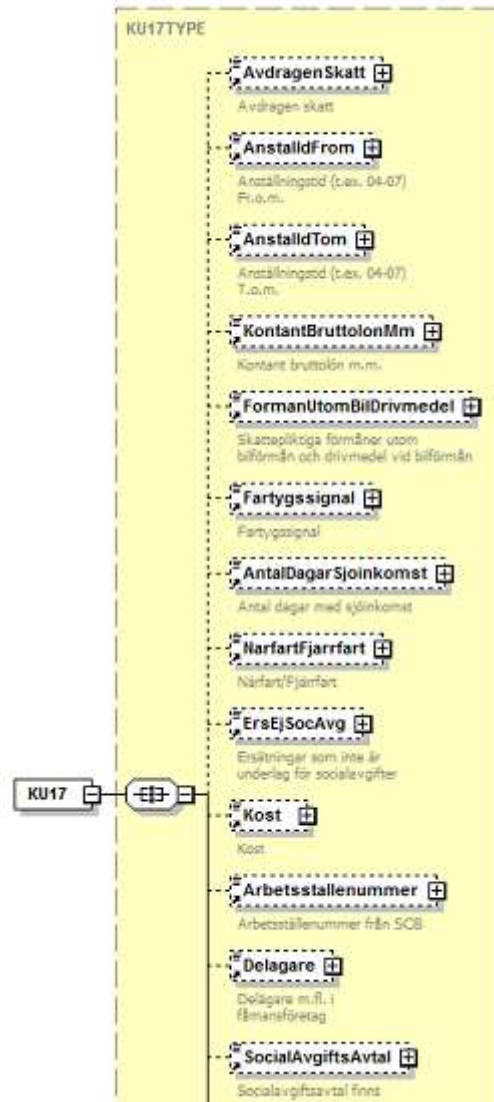 KU17TYPE
AvdragenSkatt
Avdragen skatt
AnstalldFrom
Anställningstid (t.ex. 04-07)
Fr.o.m.
AnstalldTom
Anställningstid (t.ex. 04-07)
T.o.m.
KontantBruttolonMm
Kontant bruttolön m.m.
FormanUtomBilDrivmedel
Skattepliktiga förmåner utom
bilförmån och drivmedel vid bilförmån
Fartygssignal
Fartygssignal
AntalDagarSjoinkomst
Antal dagar med sjöinkomst
NarfartFjarrfart
Närfart/Fjärrfart
ErsEjSocAvg
Ersätningar som inte är
underlag för socialavgifter
KU17
Kost
Kost
Arbetsstallenummer
Arbetsställenummer från SCB
Delagare
Delägare m.fl. i
fåmansföretag
SocialAvgiftsAvtal
Socialavgiftsavtal finns